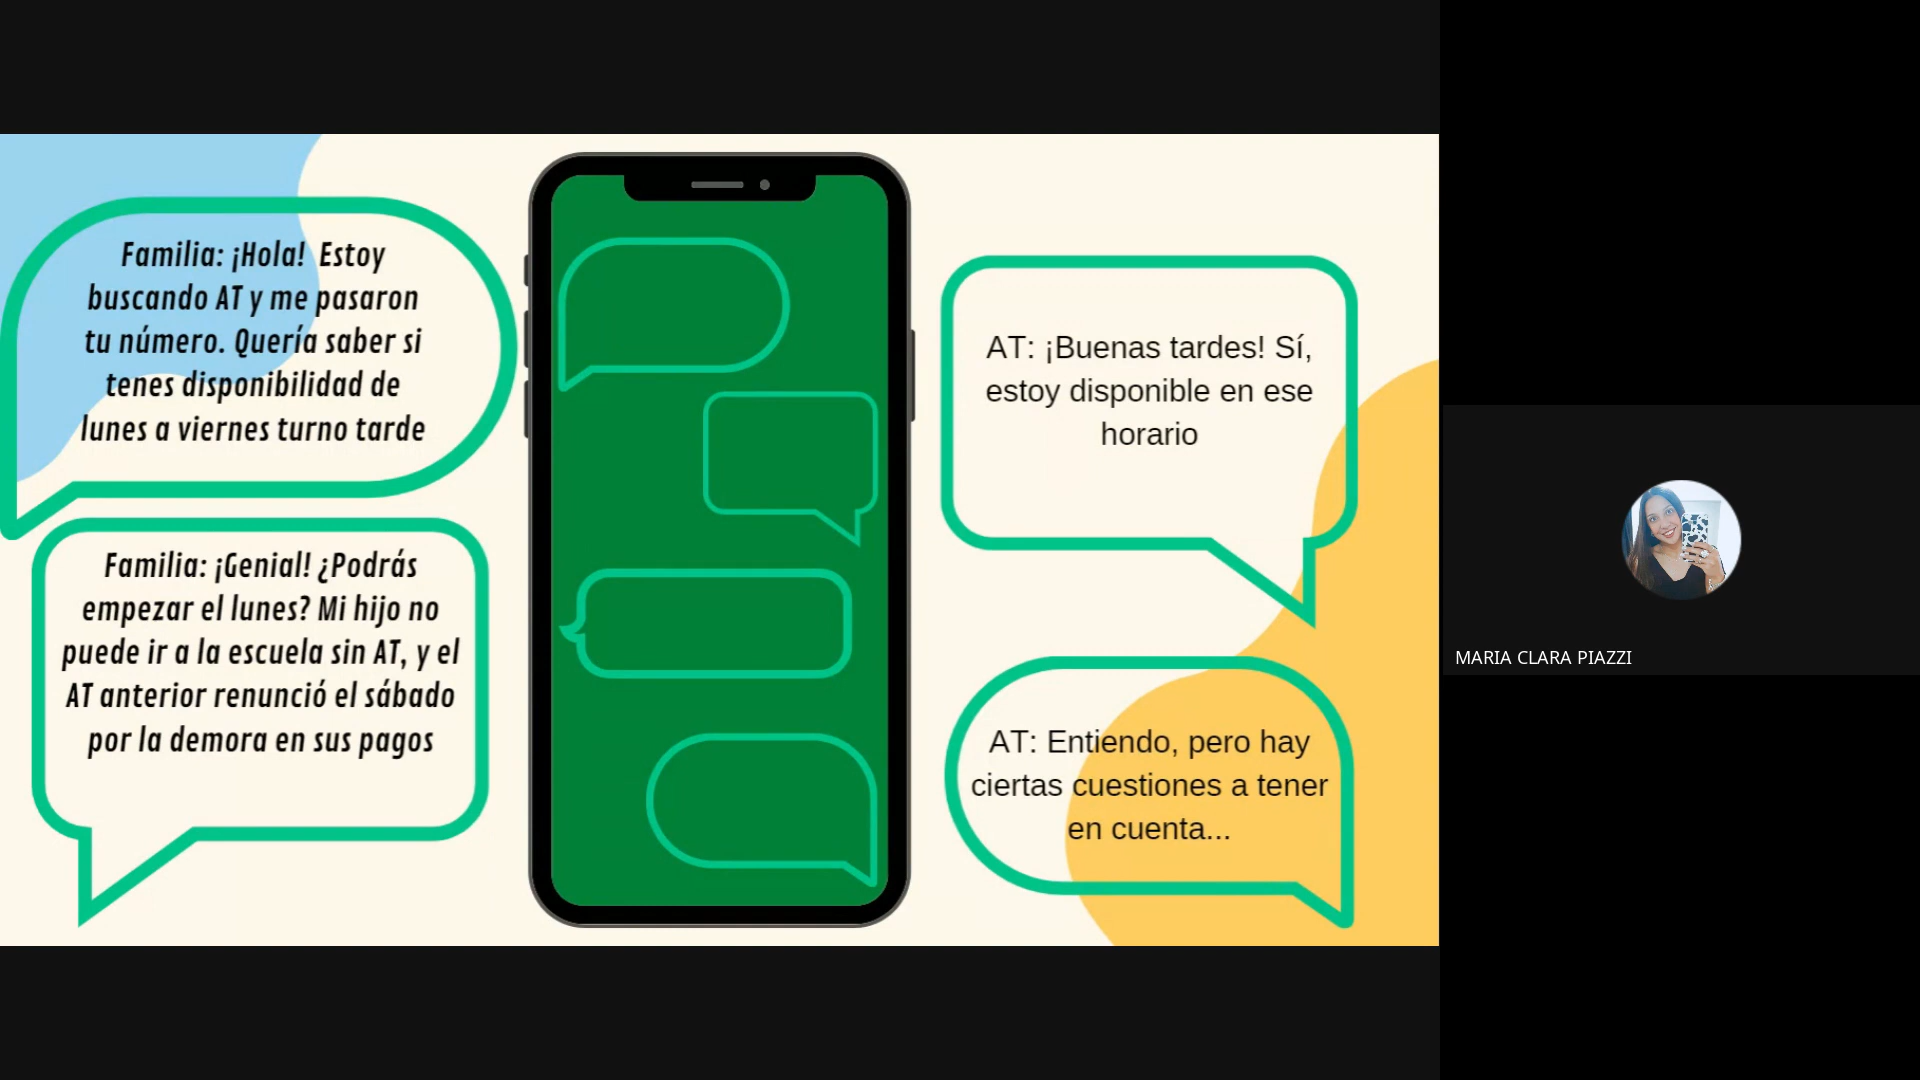 Familia: ¡Hola! Estoy
buscando AT y me pasaron
tu número. Quería saber si
tenes disponibilidad de
lunes a viernes turno tarde
AT: ¡Buenas tardes! Sí,
estoy disponible en ese
horario
Familia: ¡Genial! ¿Podrás
empezar el lunes? Mi hijo no
puede ir a la escuela sin AT, y el
AT anterior renunció el sábado
por la demora en sus pagos
AT: Entiendo, pero hay
ciertas cuestiones a tener
en cuenta...
MARIA CLARA PIAZZI